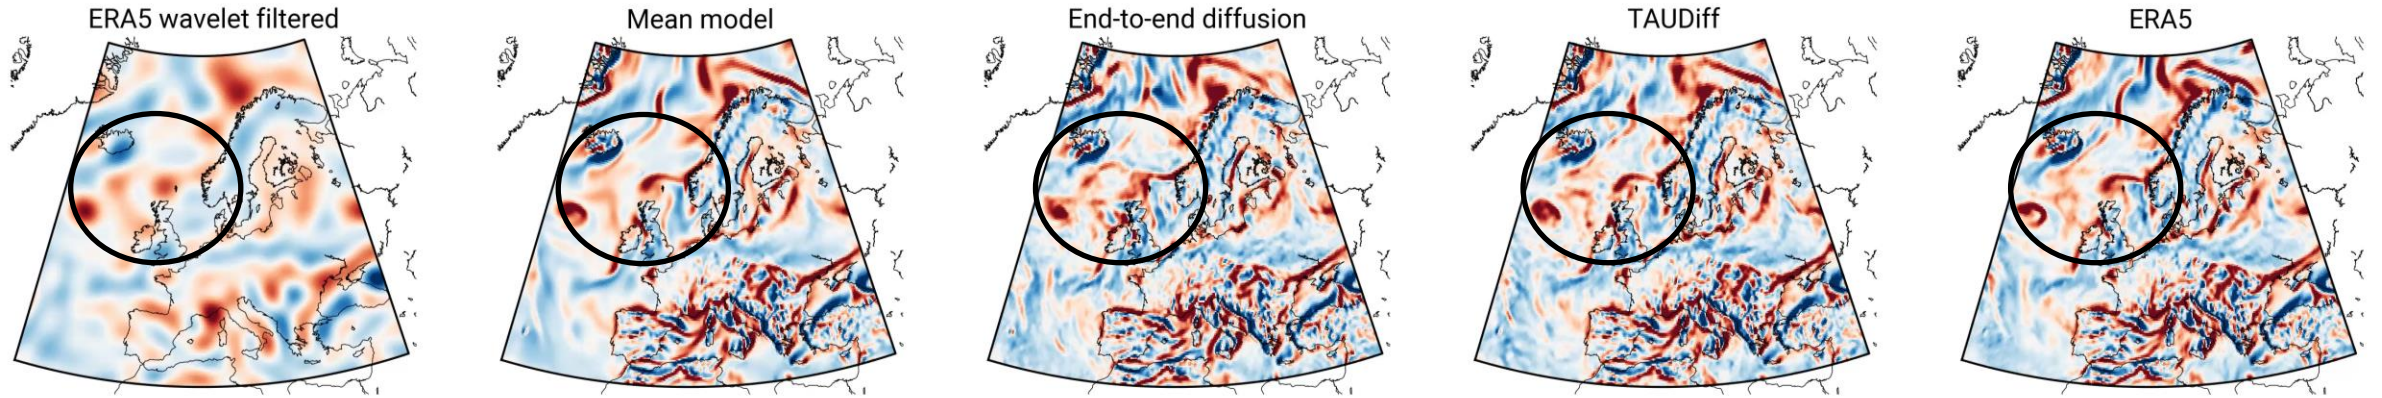 ERA5 wavelet filtered
Mean model
End-to-end diffusion
TAUDiff
ERA5